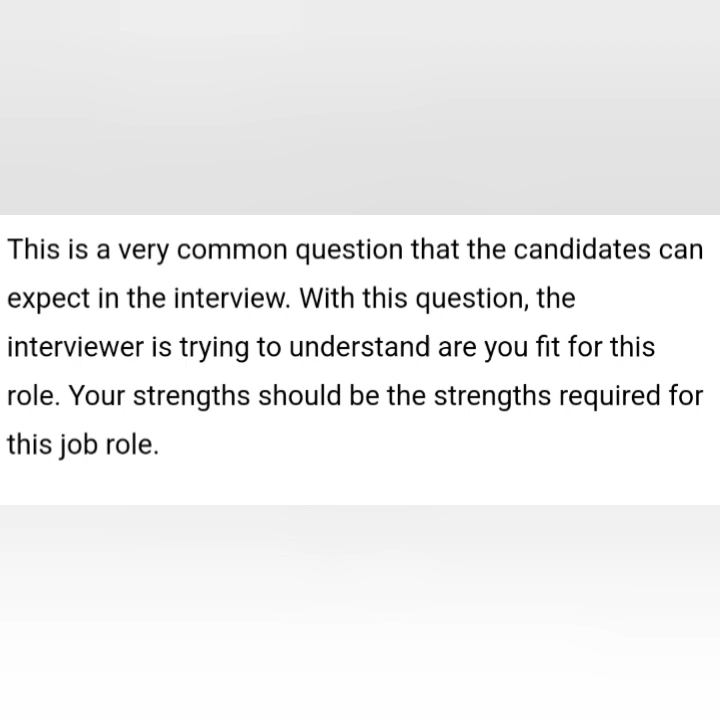 This is a very common question that the candidates can
expect in the interview. With this question, the
interviewer is trying to understand are you fit for this
role. Your strengths should be the strengths required for
this job role.